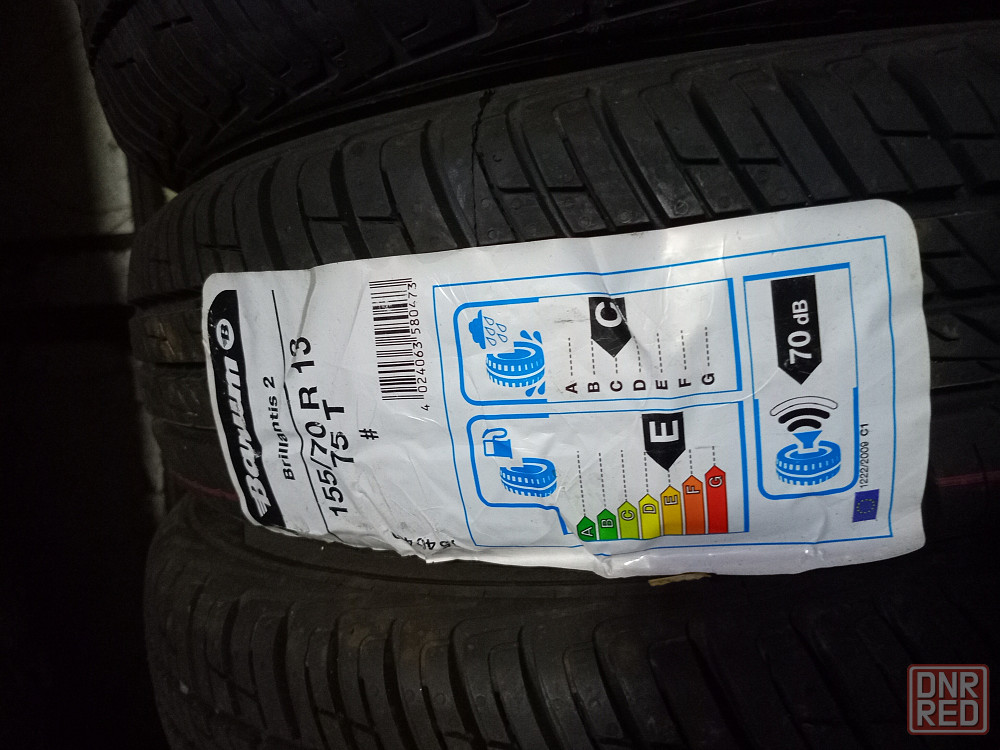 Barum B
Brillantis 2
155/70 R 13
75 T
#
4 024063 580473
A
B
C
D
E
F
G
C
E
A
B
C
D
E
F
G
70 dB
1222/2009 C1
DNR
RED